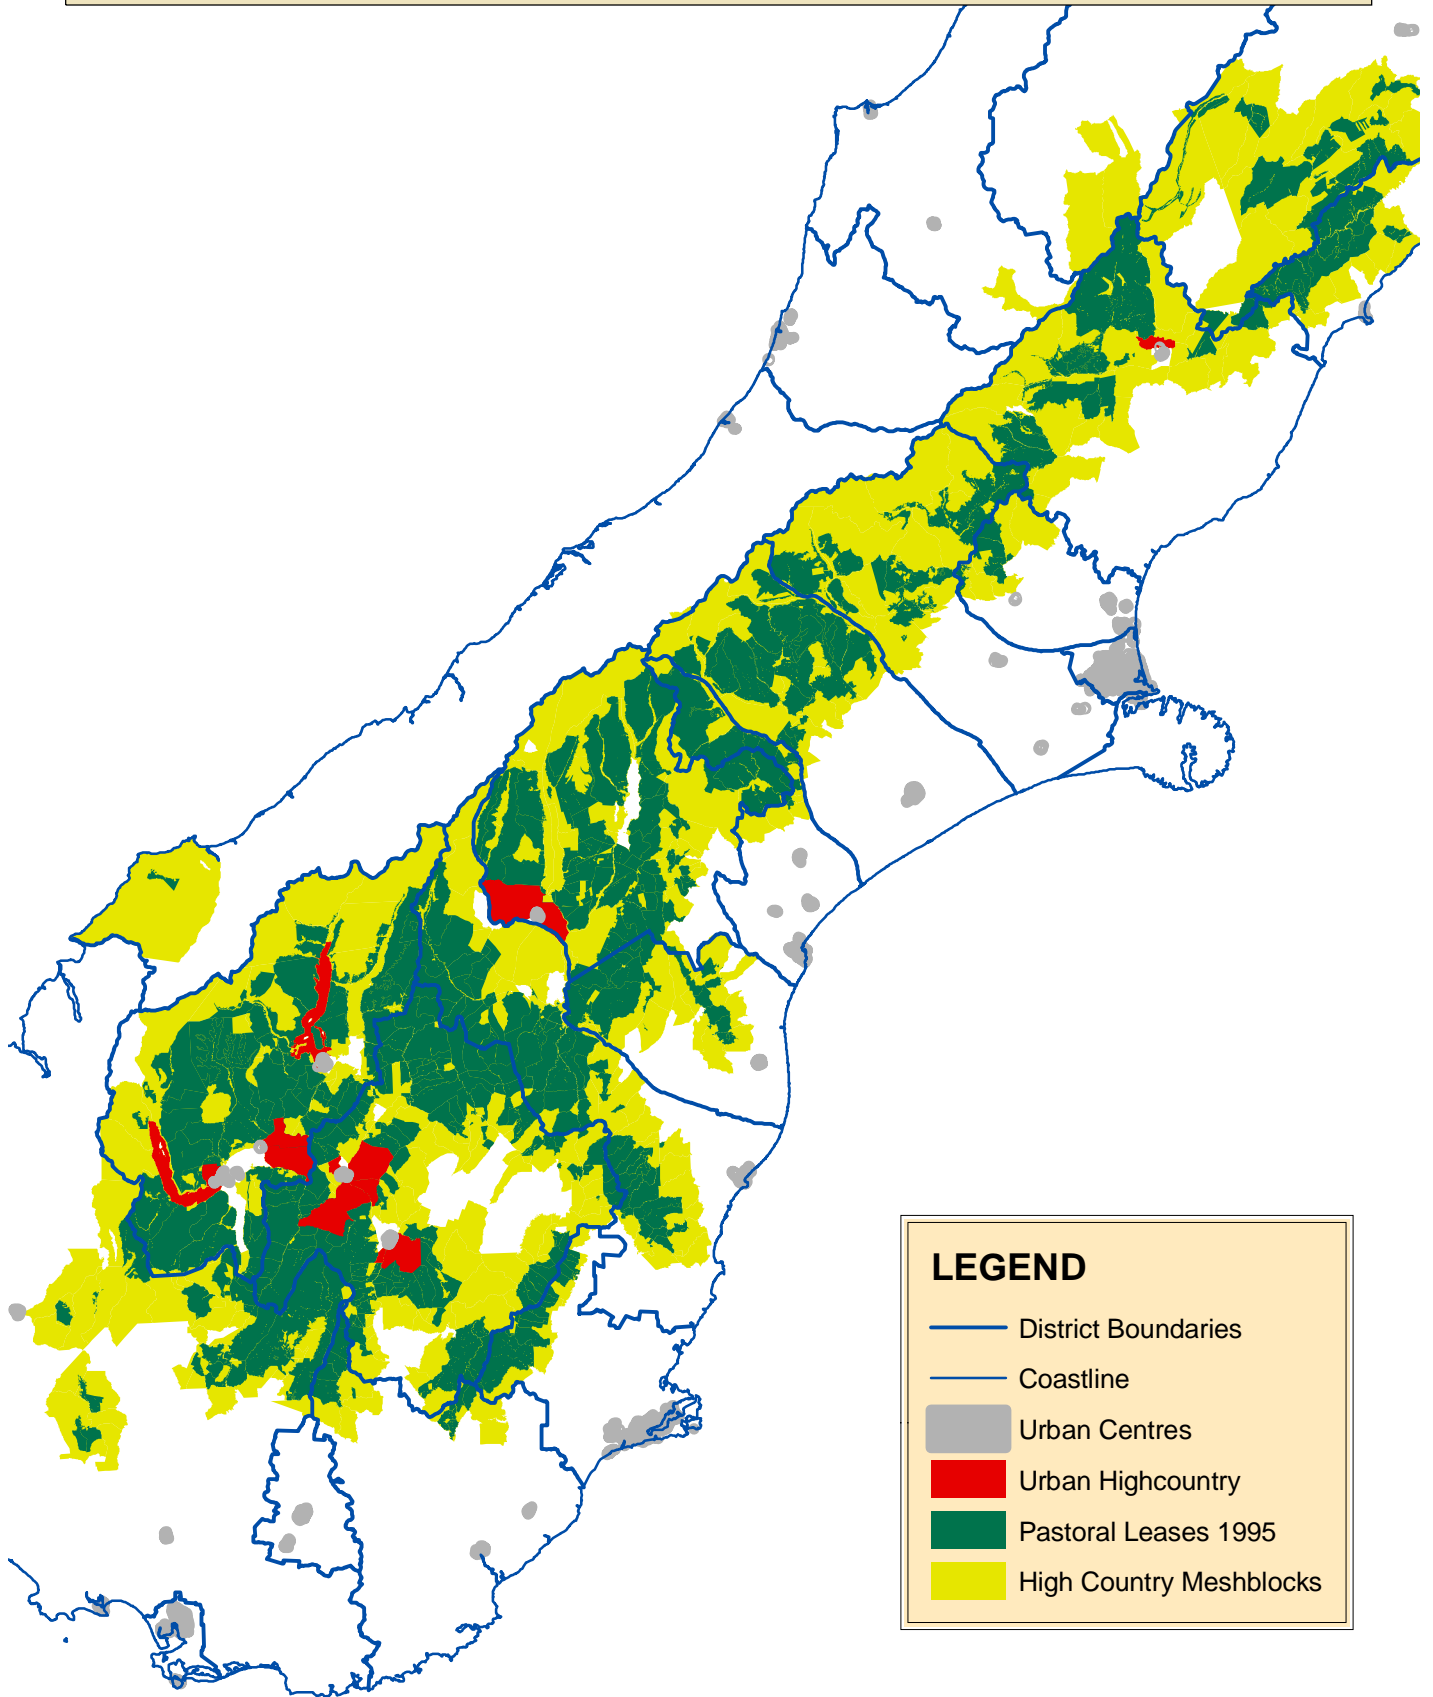 LEGEND
District Boundaries
Coastline
Urban Centres
Urban Highcountry
Pastoral Leases 1995
High Country Meshblocks